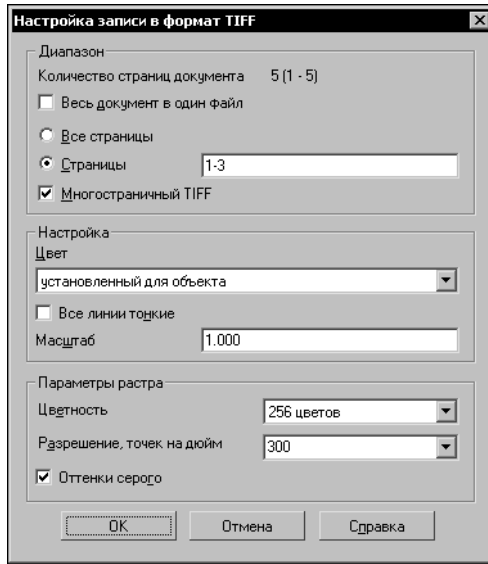 Настройка записи в формат TIFF
Диапазон
Количество страниц документа 5 (1 - 5)
Весь документ в один файл
Все страницы
Страницы 1-3
Многостраничный TIFF
Настройка
Цвет
установленный для объекта
Все линии тонкие
Масштаб 1.000
Параметры растра
Цветность 256 цветов
Разрешение, точек на дюйм 300
Оттенки серого
OK Отмена Справка